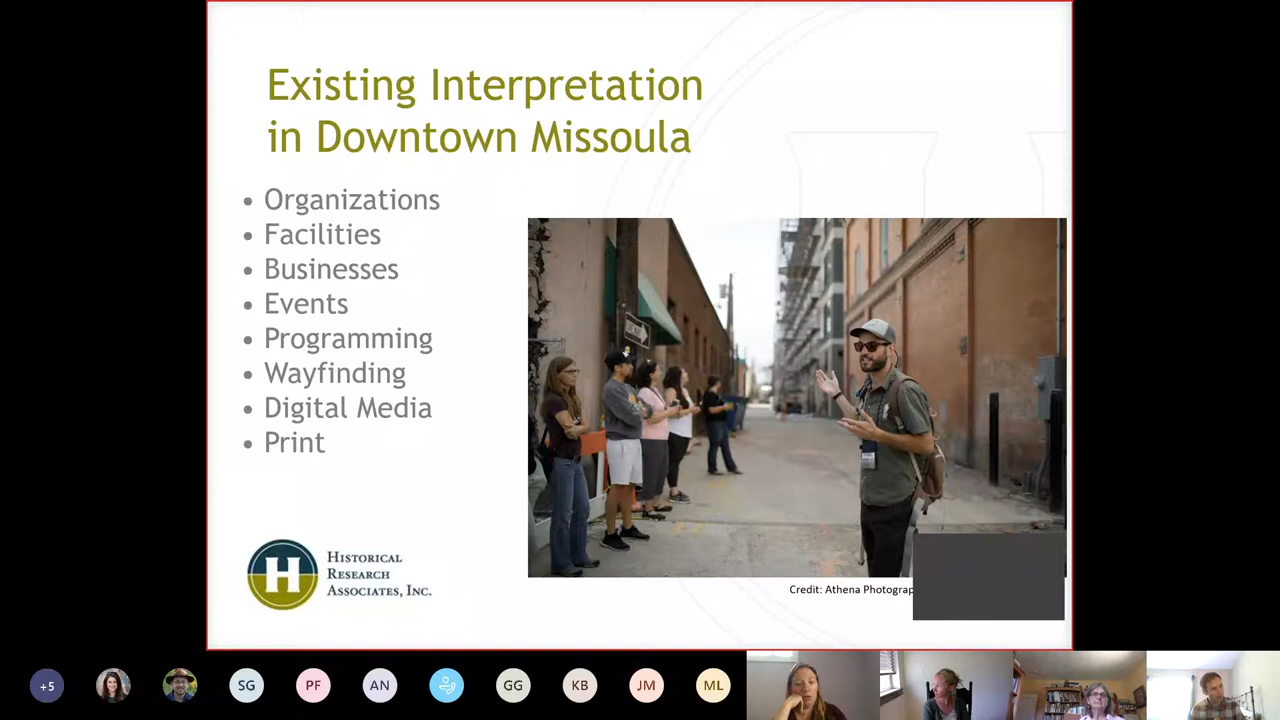 Existing Interpretation
in Downtown Missoula
• Organizations
• Facilities
• Businesses
• Events
• Programming
• Wayfinding
• Digital Media
• Print
H
HISTORICAL
RESEARCH
ASSOCIATES, INC.
Credit: Athena Photograp
+5
SG
PF
AN
GG
KB
JM
ML